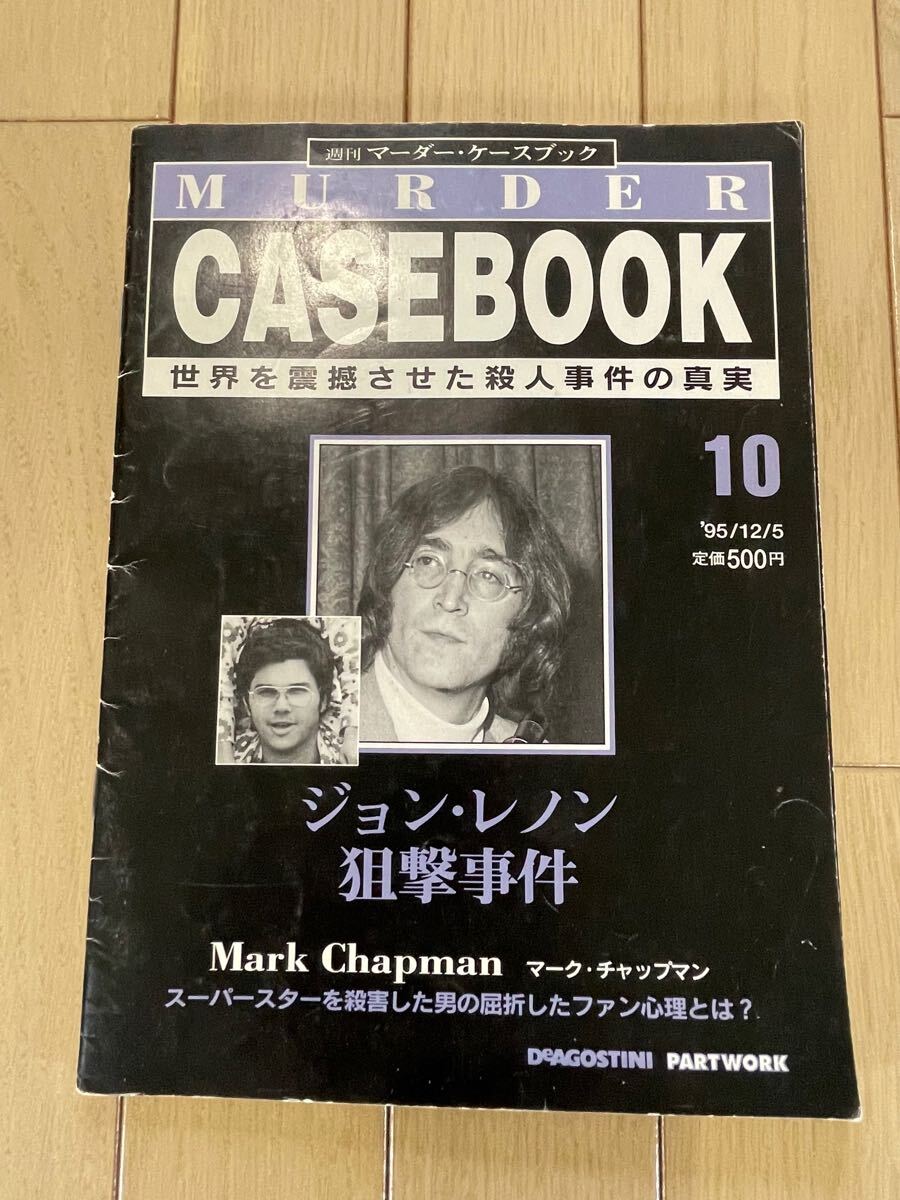 週刊 マーダー・ケースブック
MURDER
CASEBOOK
世界を震撼させた殺人事件の真実
10
'95/12/5
定価500円
ジョン・レノン
狙撃事件
Mark Chapman マーク・チャップマン
スーパースターを殺害した男の屈折したファン心理とは？
DeAGOSTINI PARTWORK